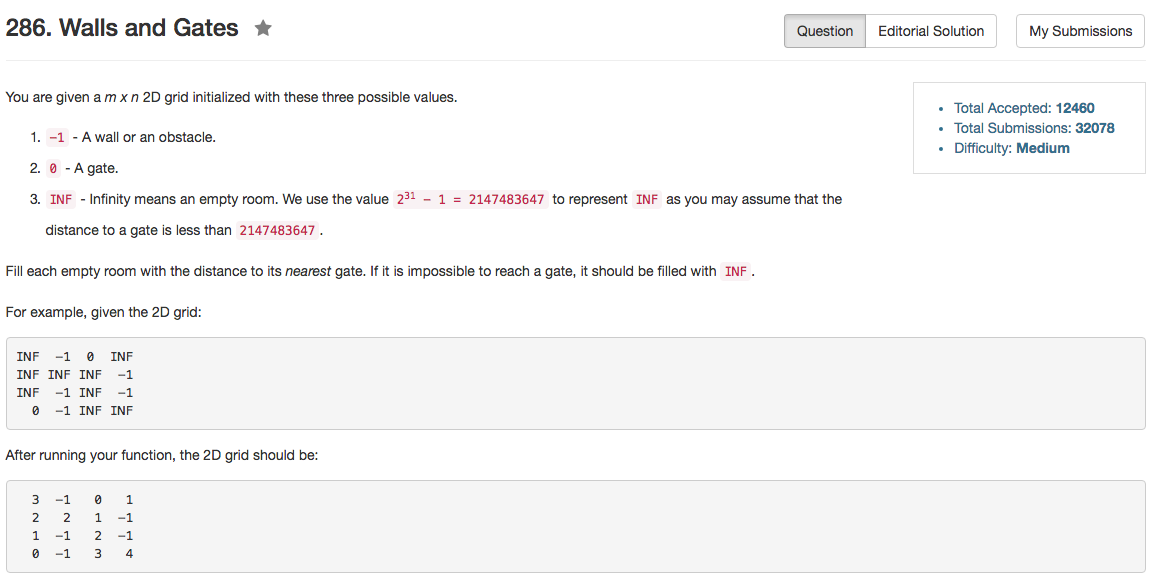 286. Walls and Gates ★
Question Editorial Solution My Submissions
You are given a m x n 2D grid initialized with these three possible values.
• Total Accepted: 12460
• Total Submissions: 32078
• Difficulty: Medium
1. -1 - A wall or an obstacle.
2. 0 - A gate.
3. INF - Infinity means an empty room. We use the value 2³¹ - 1 = 2147483647 to represent INF as you may assume that the
distance to a gate is less than 2147483647 .
Fill each empty room with the distance to its nearest gate. If it is impossible to reach a gate, it should be filled with INF .
For example, given the 2D grid:
INF -1 0 INF
INF INF INF -1
INF -1 INF -1
0 -1 INF INF
After running your function, the 2D grid should be:
3 -1 0 1
2 2 1 -1
1 -1 2 -1
0 -1 3 4